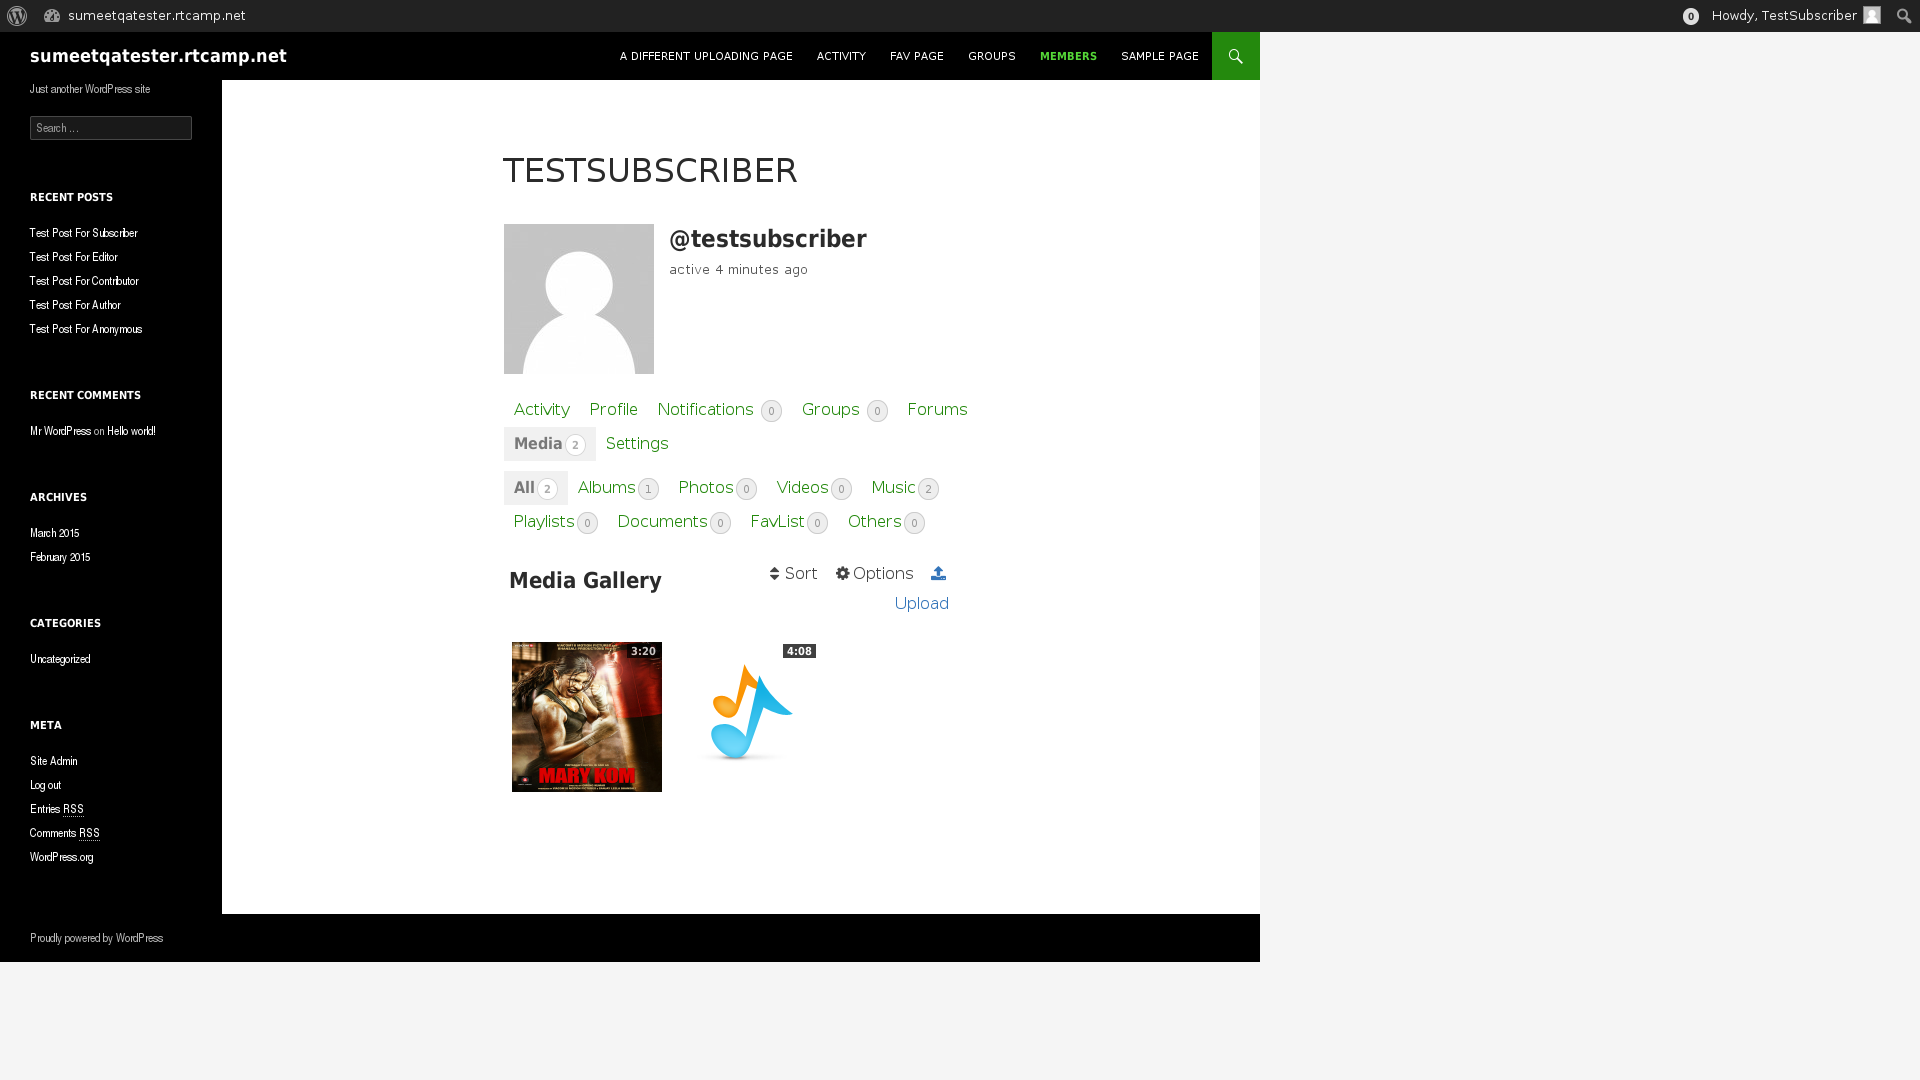 sumeetqatester.rtcamp.net
0 Howdy, TestSubscriber
sumeetqatester.rtcamp.net
A DIFFERENT UPLOADING PAGE ACTIVITY FAV PAGE GROUPS MEMBERS SAMPLE PAGE
Just another WordPress site
Search ...
RECENT POSTS
Test Post For Subscriber
Test Post For Editor
Test Post For Contributor
Test Post For Author
Test Post For Anonymous
RECENT COMMENTS
Mr WordPress on Hello world!
ARCHIVES
March 2015
February 2015
CATEGORIES
Uncategorized
META
Site Admin
Log out
Entries RSS
Comments RSS
WordPress.org
TESTSUBSCRIBER
@testsubscriber
active 4 minutes ago
Activity Profile Notifications 0 Groups 0 Forums
Media 2 Settings
All 2 Albums 1 Photos 0 Videos 0 Music 2
Playlists 0 Documents 0 FavList 0 Others 0
Media Gallery
Sort Options
Upload
3:20
MARY KOM
4:08
Proudly powered by WordPress